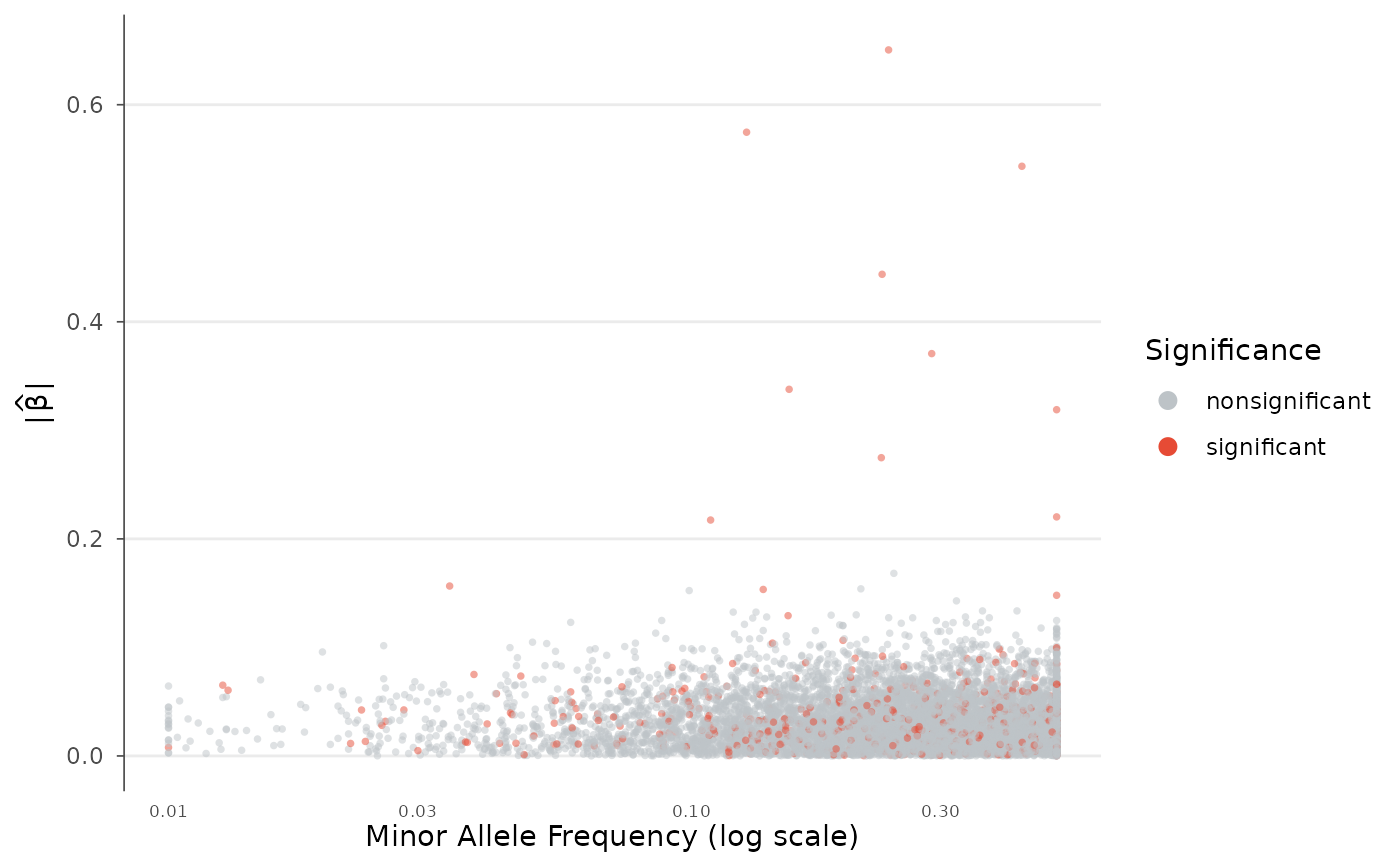 0.6
0.4
0.2
0.0
|β̂|
0.01 0.03 0.10 0.30
Minor Allele Frequency (log scale)
Significance
nonsignificant
significant